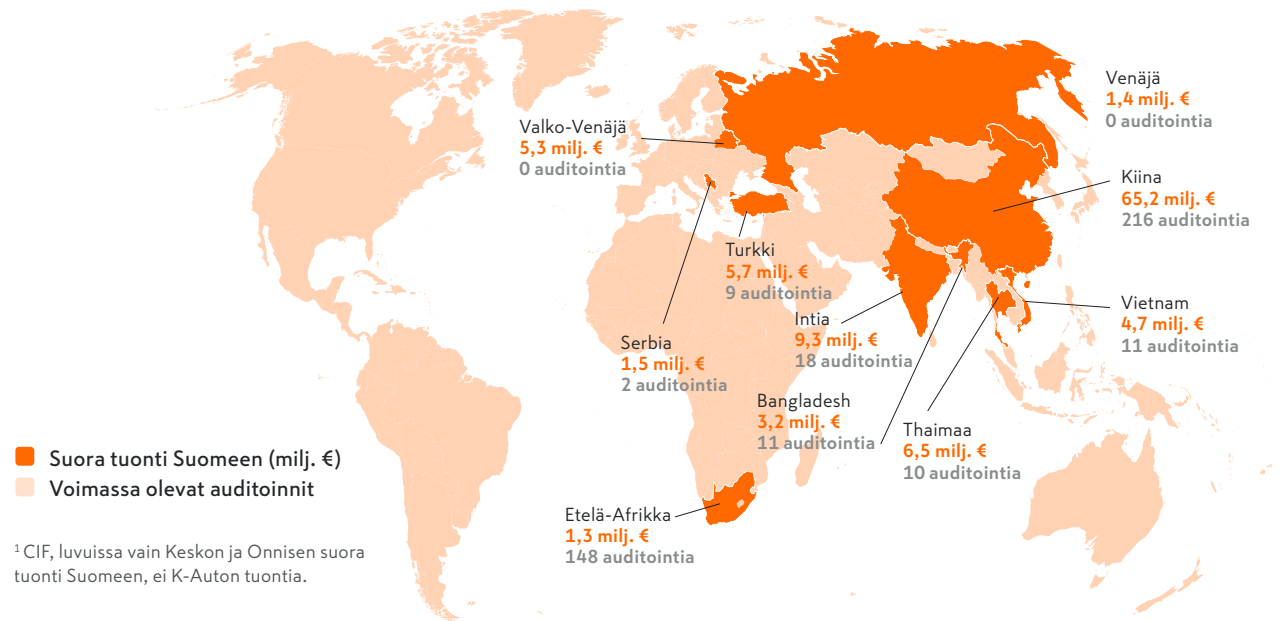 Venäjä
1,4 milj. €
0 auditointia
Valko-Venäjä
5,3 milj. €
0 auditointia
Kiina
65,2 milj. €
216 auditointia
Turkki
5,7 milj. €
9 auditointia
Intia
9,3 milj. €
18 auditointia
Vietnam
4,7 milj. €
11 auditointia
Serbia
1,5 milj. €
2 auditointia
Bangladesh
3,2 milj. €
11 auditointia
Thaimaa
6,5 milj. €
10 auditointia
Suora tuonti Suomeen (milj. €)
Voimassa olevat auditoinnit
Etelä-Afrikka
1,3 milj. €
148 auditointia
¹ CIF, luvuissa vain Keskon ja Onnisen suora
tuonti Suomeen, ei K-Auton tuontia.